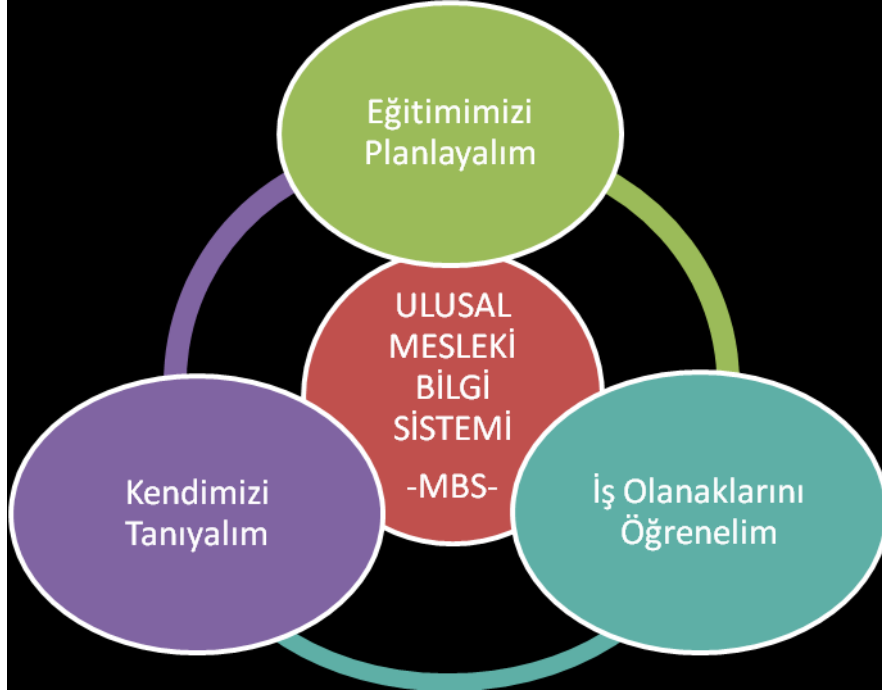 Eğitimimizi
Planlayalım
ULUSAL
MESLEKİ
BİLGİ
SİSTEMİ
-MBS-
Kendimizi
Tanıyalım
İş Olanaklarını
Öğrenelim